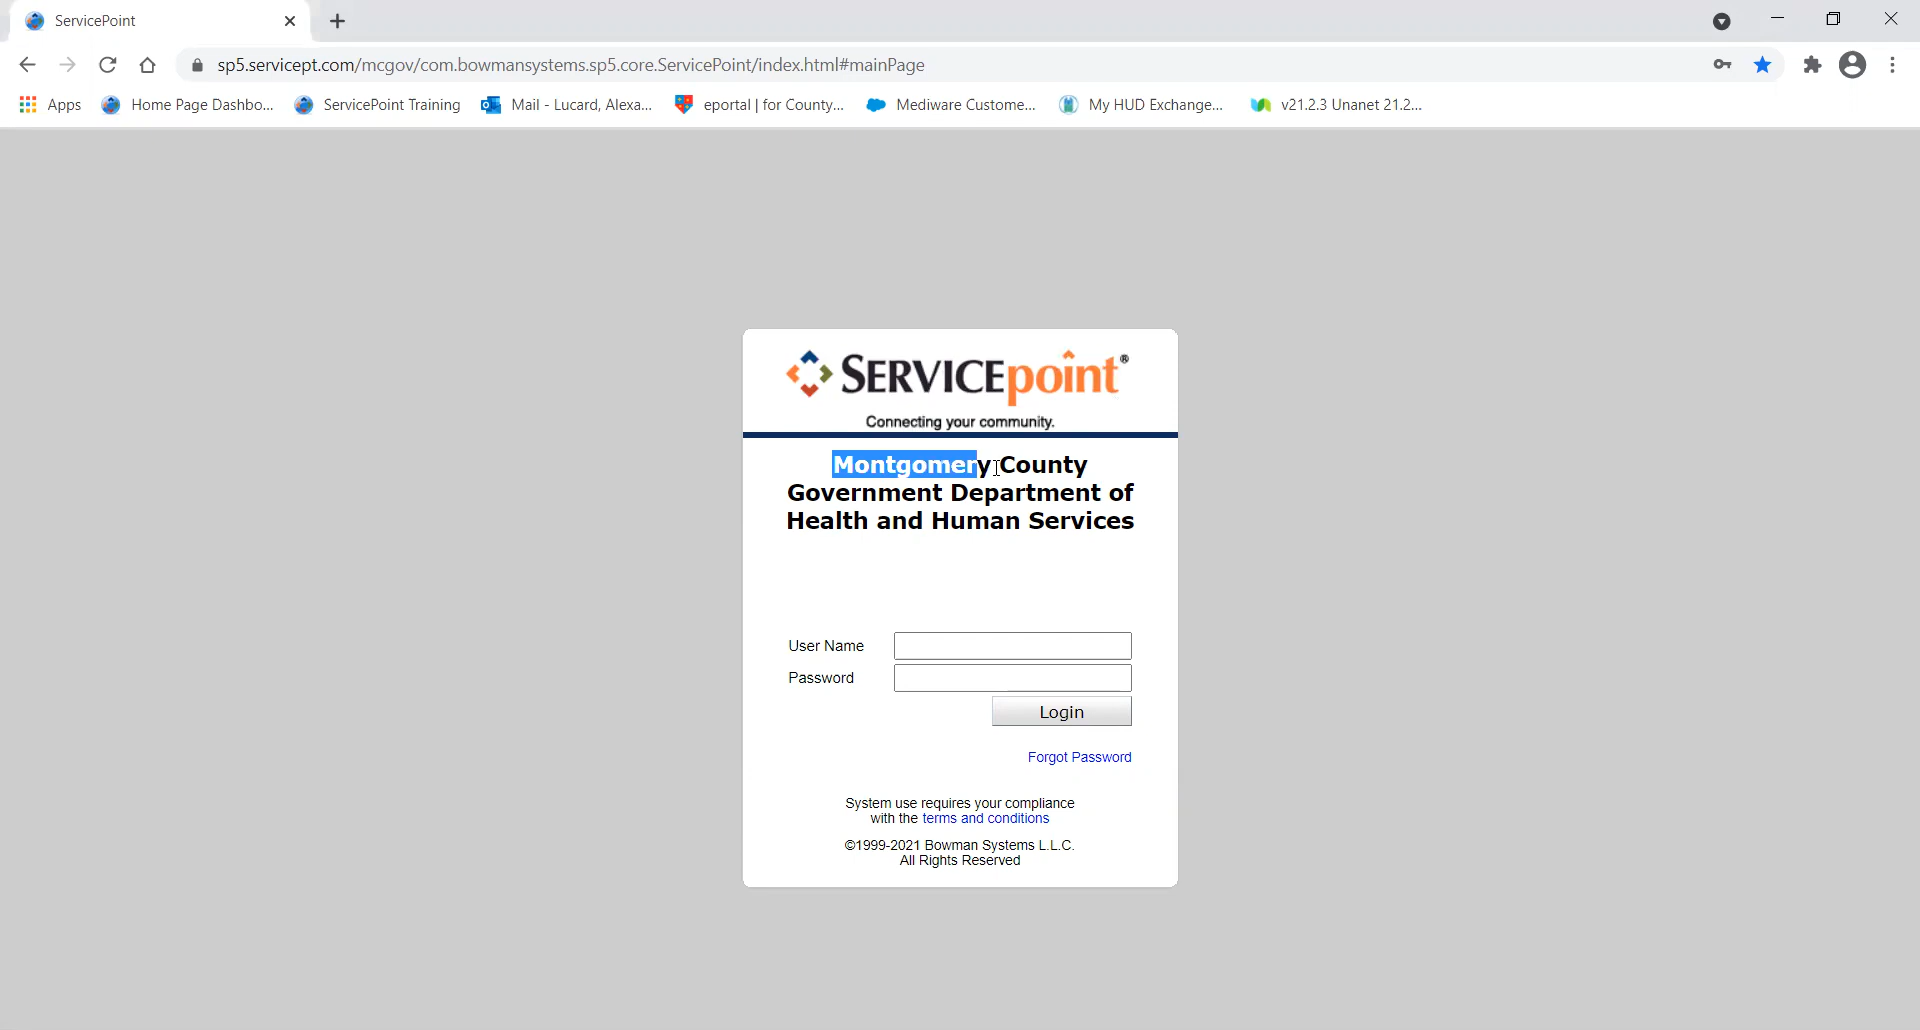 ServicePoint
sp5.servicept.com/mcgov/com.bowmansystems.sp5.core.ServicePoint/index.html#mainPage
Apps Home Page Dashbo... ServicePoint Training Mail - Lucard, Alexa... eportal | for County... Mediware Custome... My HUD Exchange... v21.2.3 Unanet 21.2...
SERVICEpoint®
Connecting your community.
Montgomery County
Government Department of
Health and Human Services
User Name
Password
Login
Forgot Password
System use requires your compliance
with the terms and conditions
©1999-2021 Bowman Systems L.L.C.
All Rights Reserved